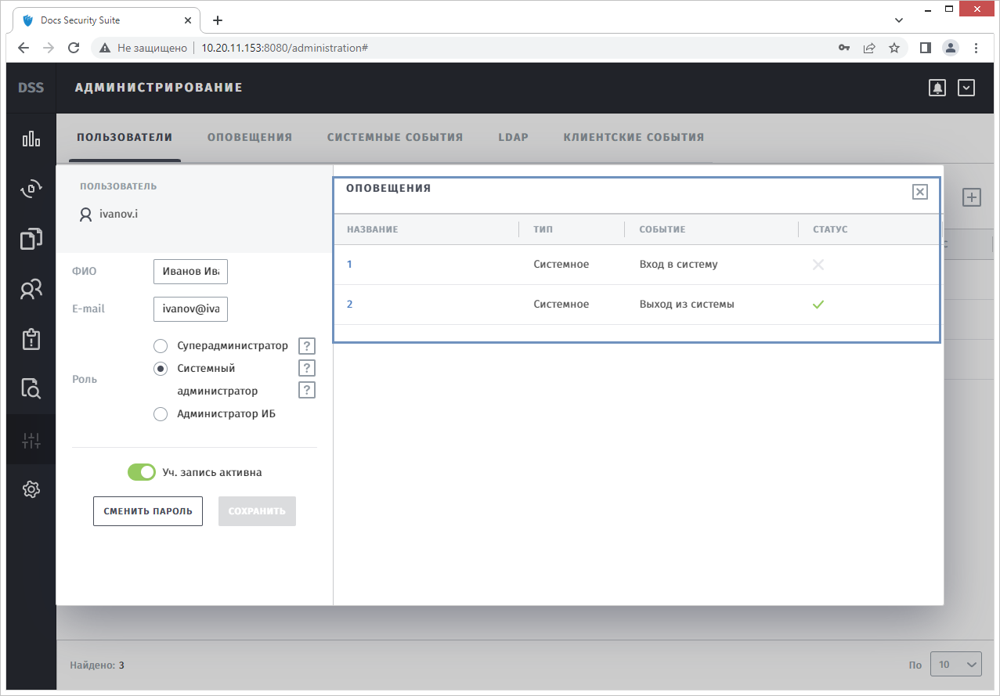 Docs Security Suite
Не защищено 10.20.11.153:8080/administration#
DSS АДМИНИСТРИРОВАНИЕ
ПОЛЬЗОВАТЕЛИ ОПОВЕЩЕНИЯ СИСТЕМНЫЕ СОБЫТИЯ LDAP КЛИЕНТСКИЕ СОБЫТИЯ
ПОЛЬЗОВАТЕЛЬ
ivanov.i
ФИО Иванов Ива
E-mail ivanov@iva
Роль
Суперадминистратор ?
Системный ?
администратор ?
Администратор ИБ
Уч. запись активна
СМЕНИТЬ ПАРОЛЬ СОХРАНИТЬ
ОПОВЕЩЕНИЯ
НАЗВАНИЕ ТИП СОБЫТИЕ СТАТУС
1 Системное Вход в систему
2 Системное Выход из системы
Найдено: 3
По 10